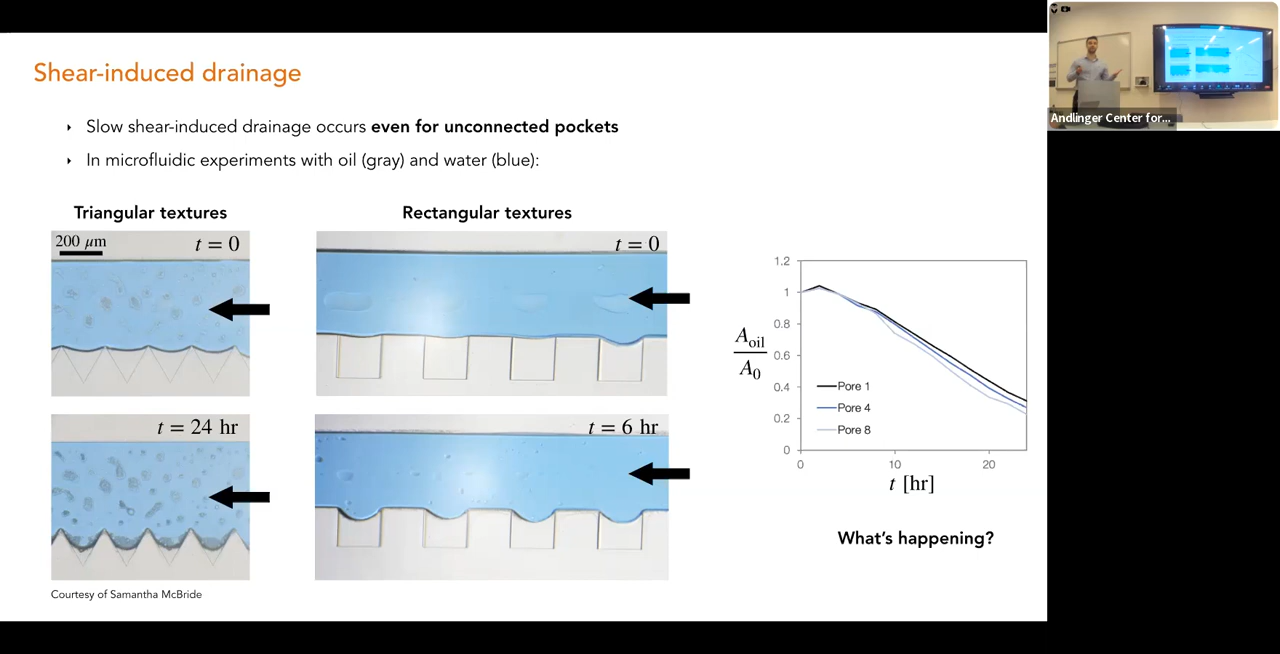 Shear-induced drainage
Slow shear-induced drainage occurs even for unconnected pockets
In microfluidic experiments with oil (gray) and water (blue):
Triangular textures
Rectangular textures
200 μm
t = 0
t = 0
t = 24 hr
t = 6 hr
Courtesy of Samantha McBride
1.2
1
0.8
0.6
0.4
0.2
0
A_oil
A_0
Pore 1
Pore 4
Pore 8
0
10
20
t [hr]
What's happening?
Andlinger Center for...